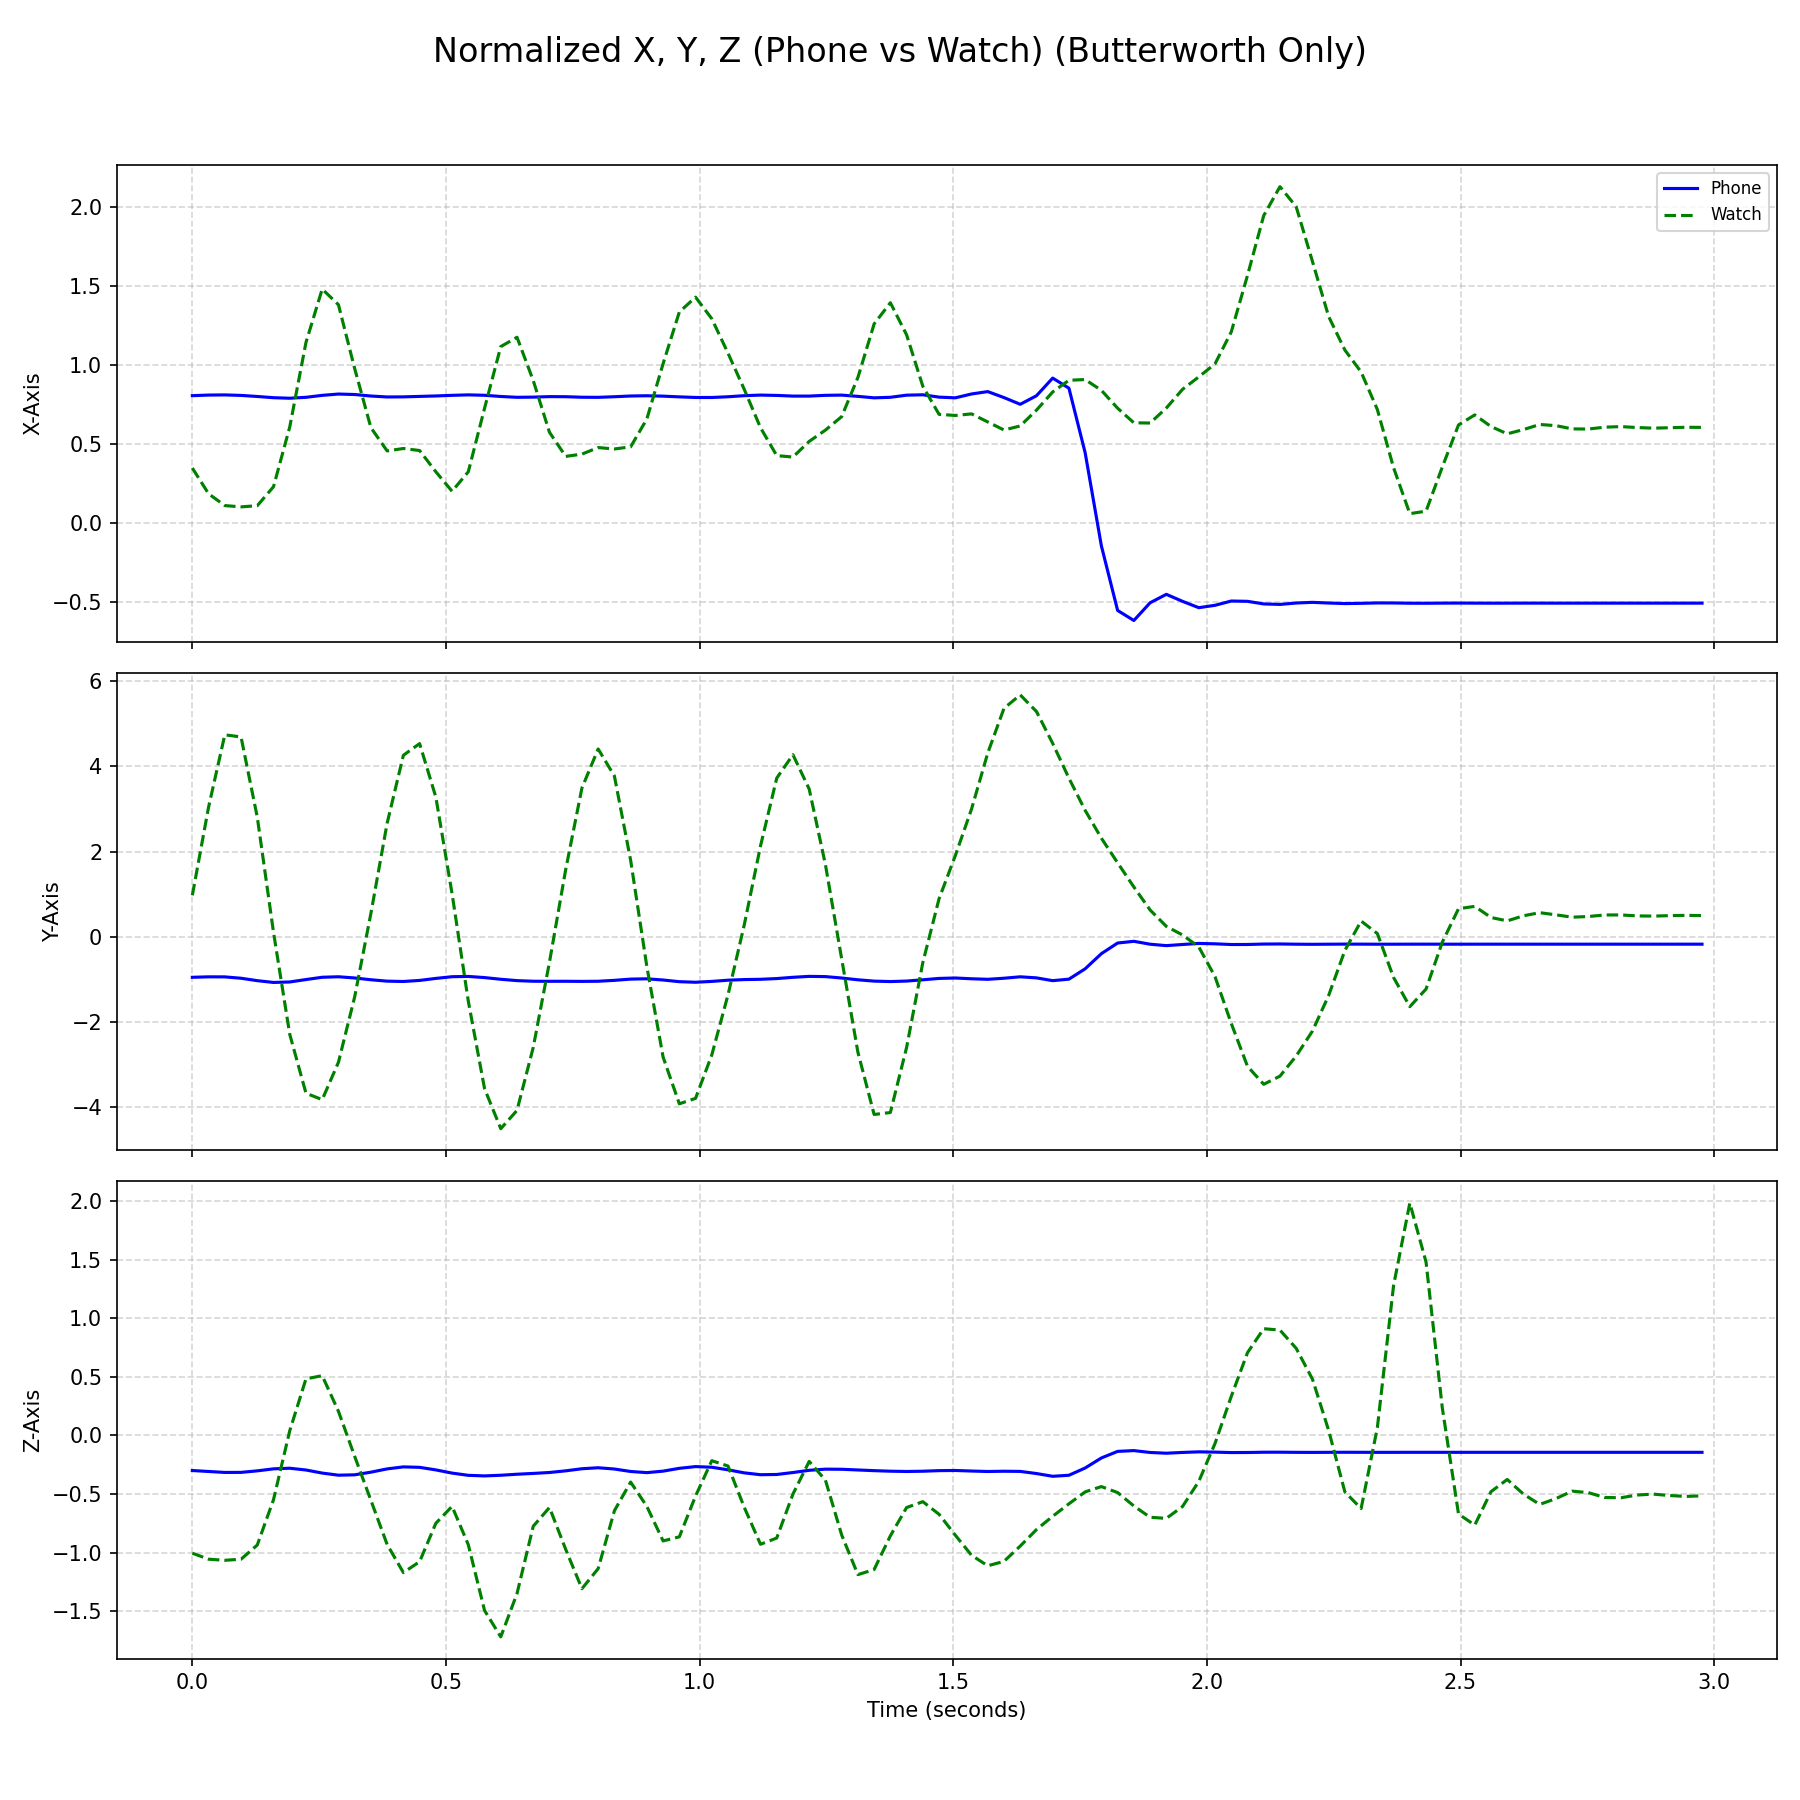 Normalized X, Y, Z (Phone vs Watch) (Butterworth Only)
Phone
Watch
X-Axis
2.0
1.5
1.0
0.5
0.0
−0.5
Y-Axis
6
4
2
0
−2
−4
Z-Axis
2.0
1.5
1.0
0.5
0.0
−0.5
−1.0
−1.5
0.0 0.5 1.0 1.5 2.0 2.5 3.0
Time (seconds)